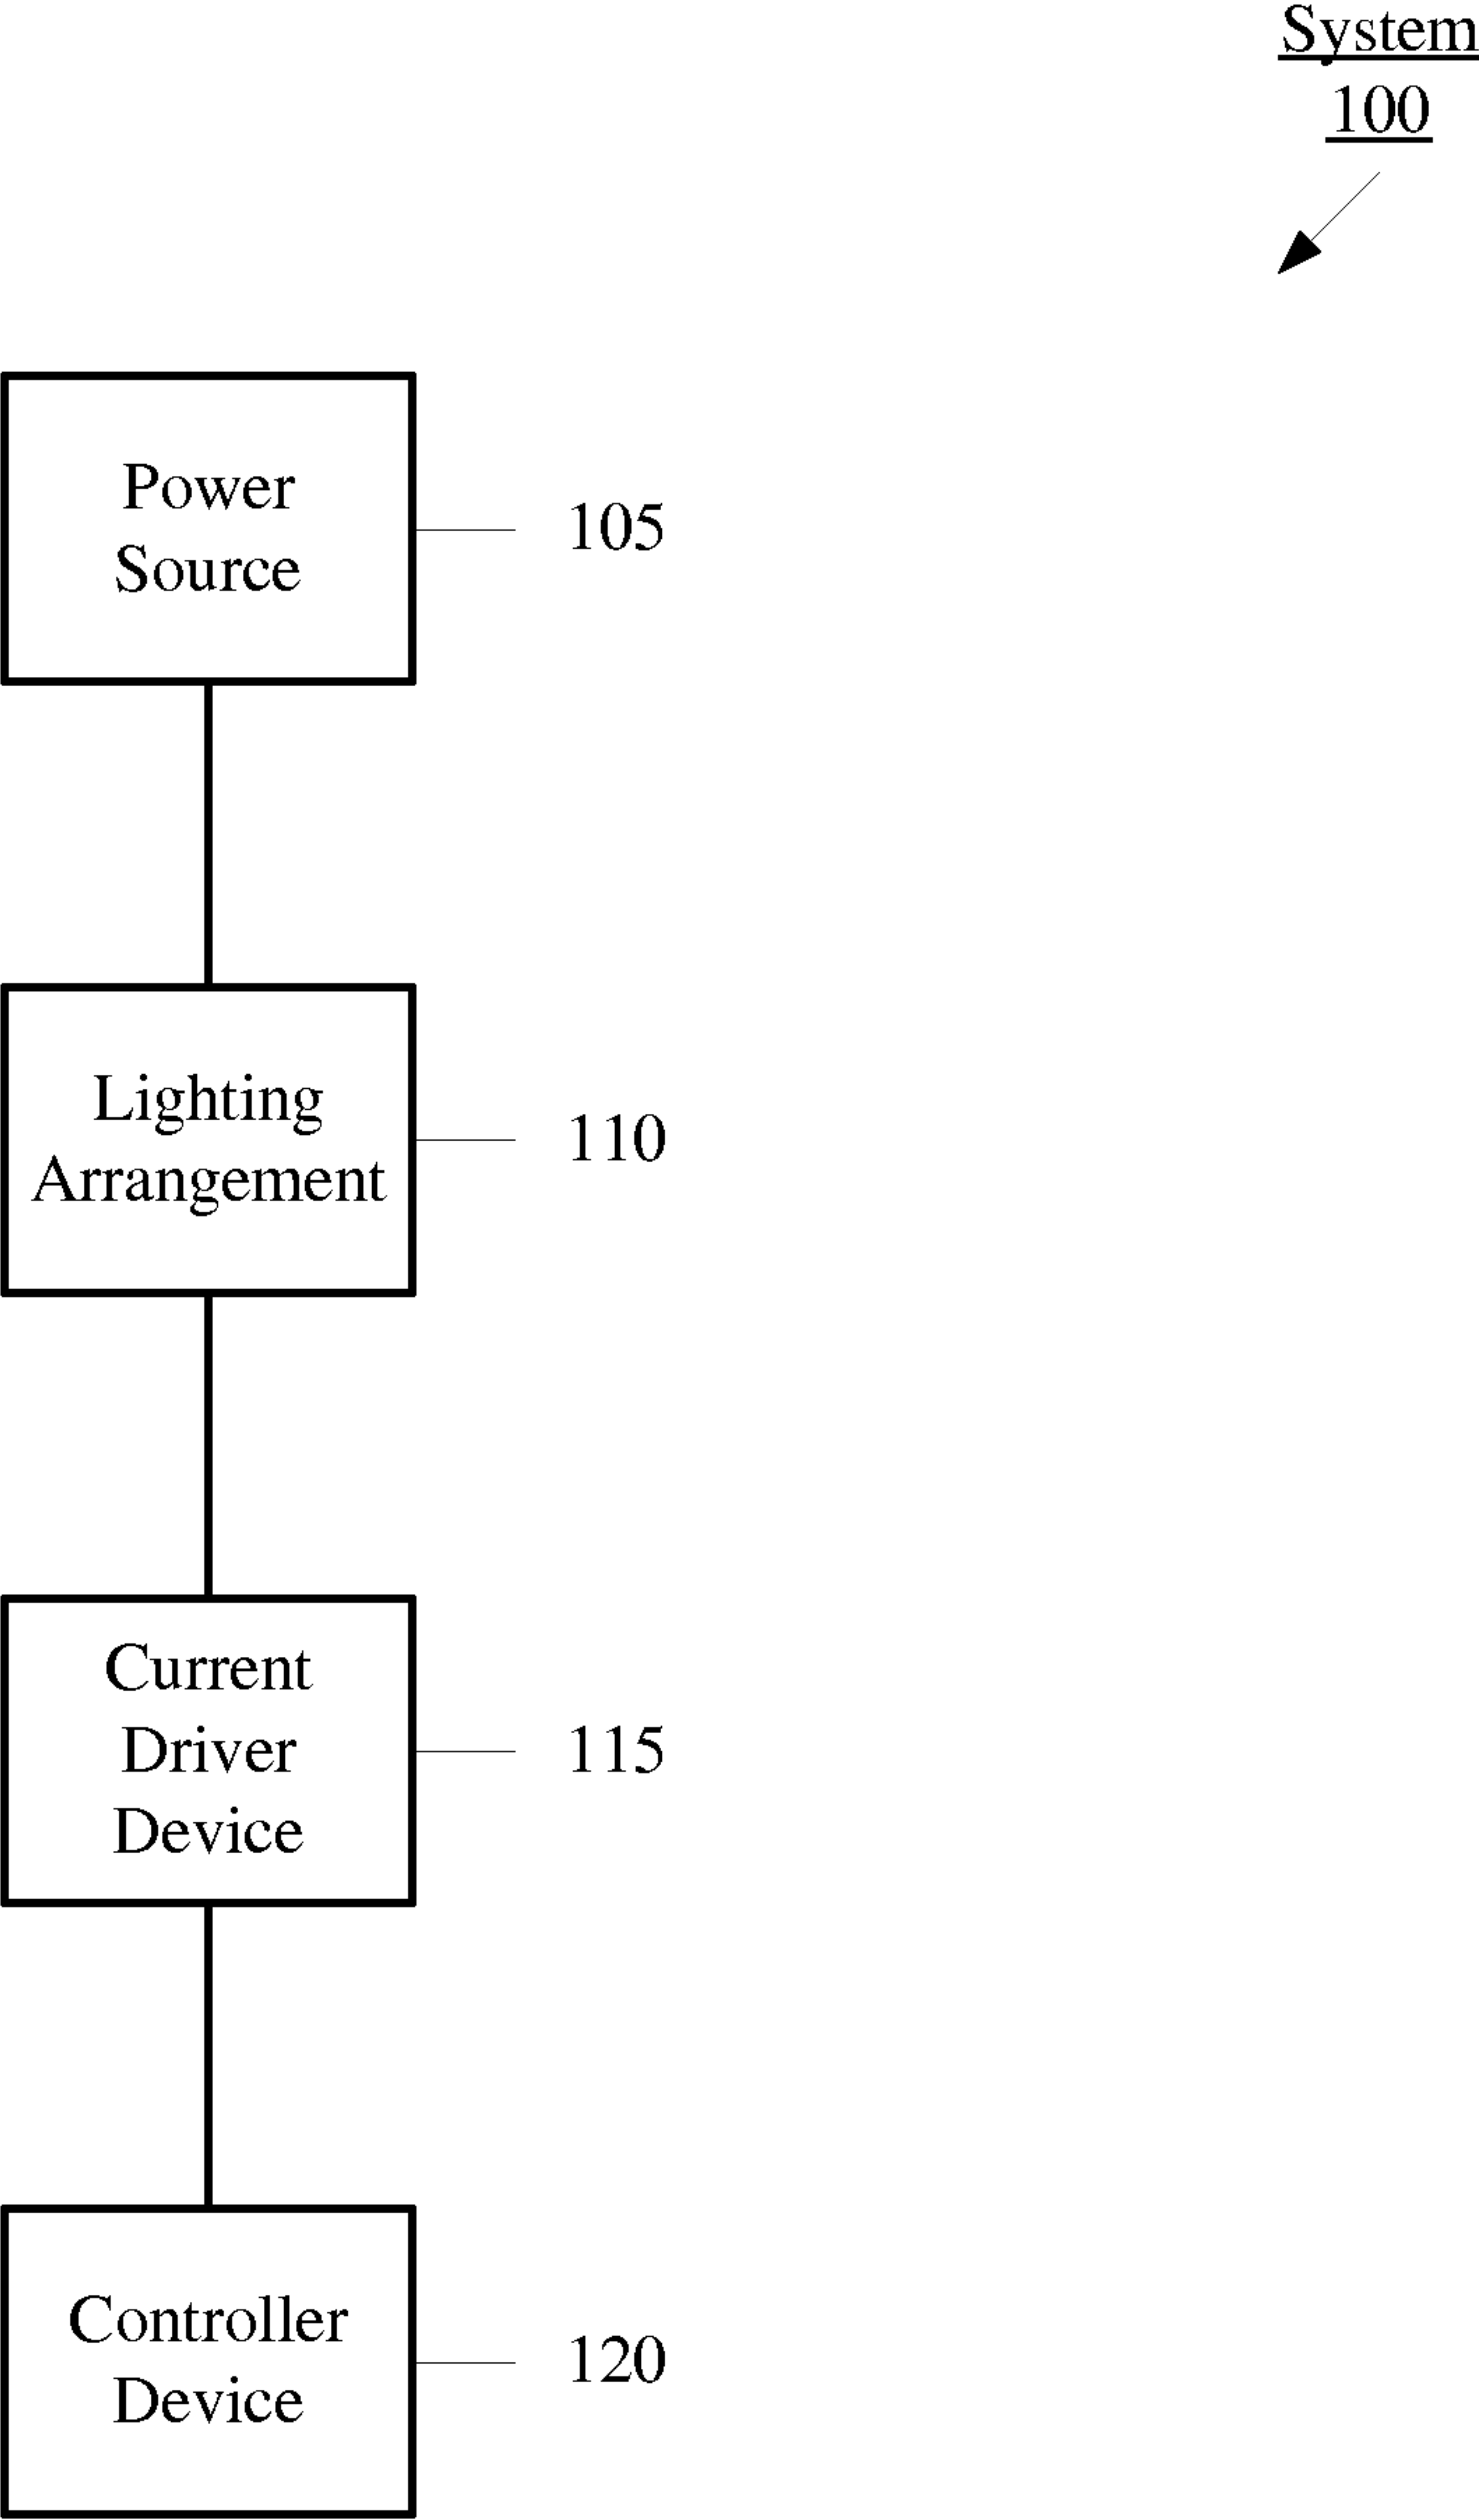 System
100
Power
Source
105
Lighting
Arrangement
110
Current
Driver
Device
115
Controller
Device
120